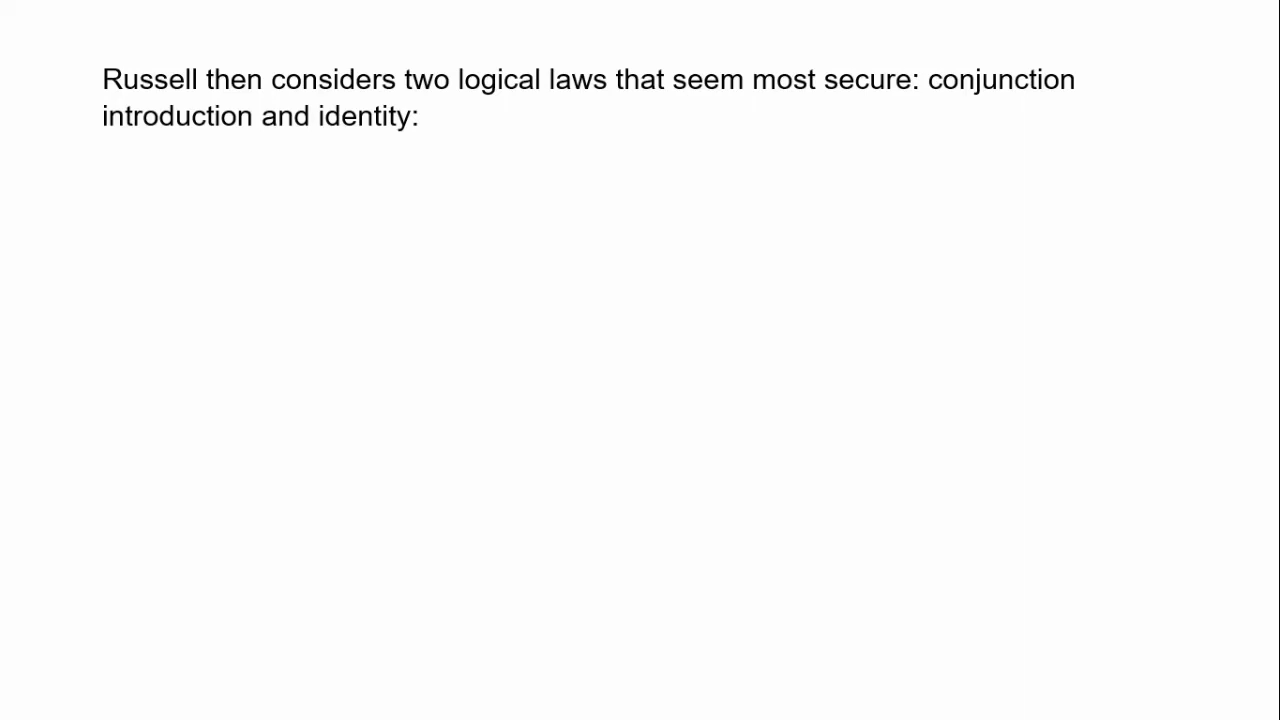 Russell then considers two logical laws that seem most secure: conjunction
introduction and identity: